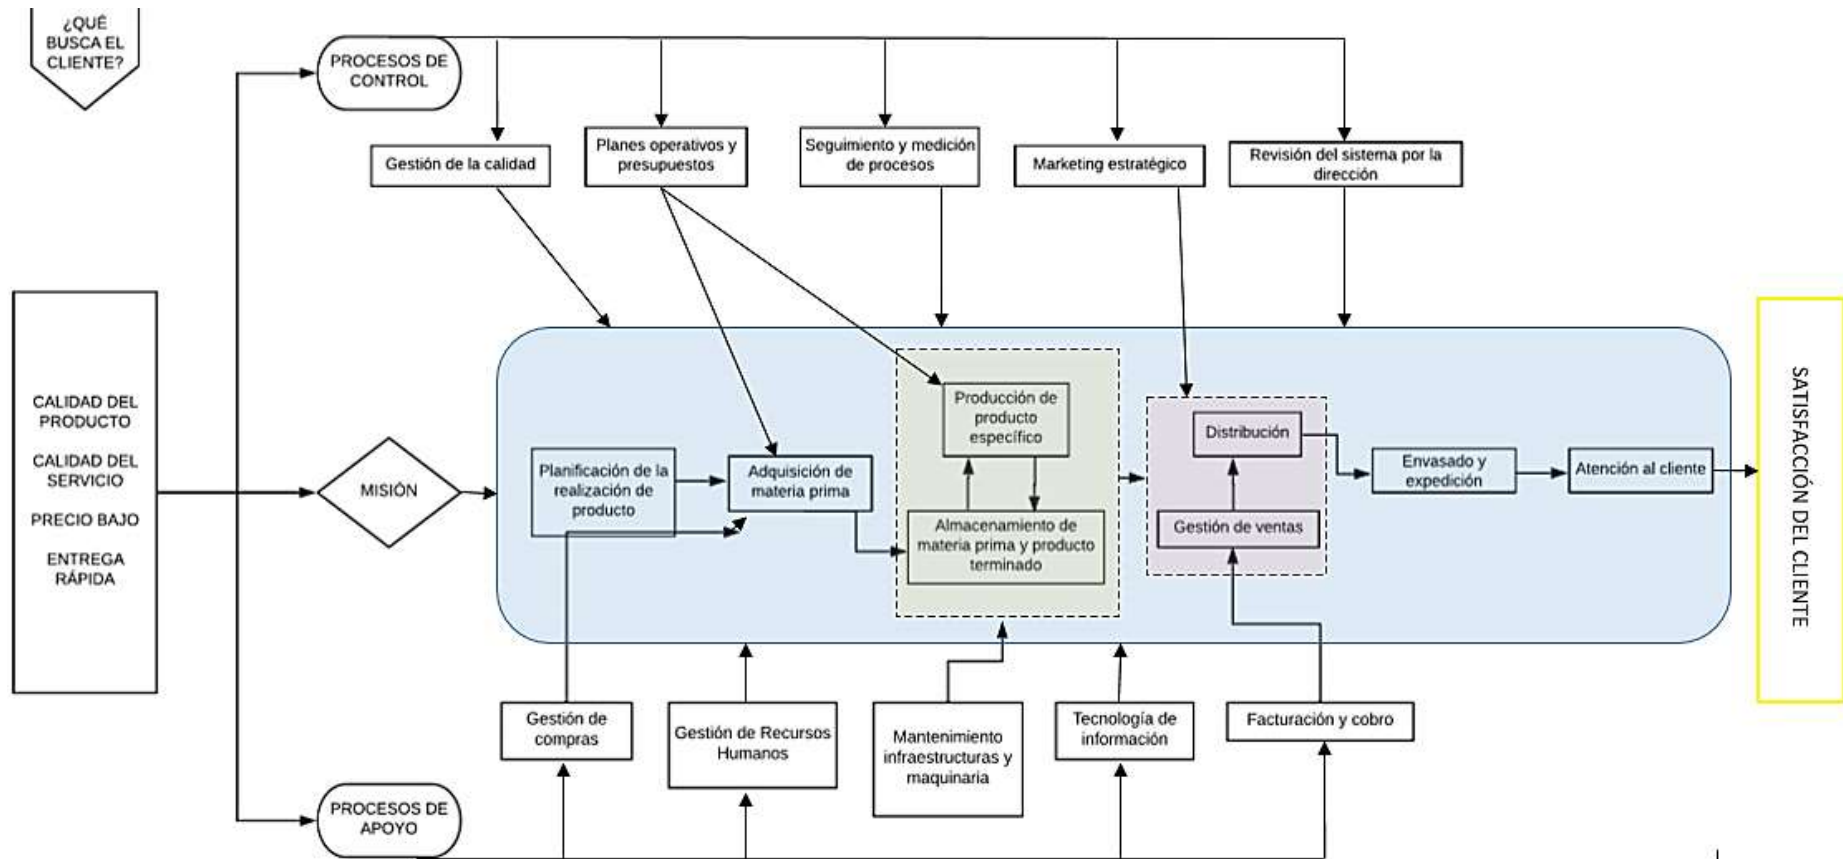 ¿QUÉ
BUSCA EL
CLIENTE?
PROCESOS DE
CONTROL
Gestión de la calidad
Planes operativos y
presupuestos
Seguimiento y medición
de procesos
Marketing estratégico
Revisión del sistema por la
dirección
CALIDAD DEL
PRODUCTO
CALIDAD DEL
SERVICIO
PRECIO BAJO
ENTREGA
RÁPIDA
MISIÓN
Planificación de la
realización de
producto
Adquisición de
materia prima
Producción de
producto
específico
Almacenamiento de
materia prima y producto
terminado
Distribución
Gestión de ventas
Envasado y
expedición
Atención al cliente
SATISFACCIÓN DEL CLIENTE
Gestión de
compras
Gestión de Recursos
Humanos
Mantenimiento
infraestructuras y
maquinaria
Tecnología de
información
Facturación y cobro
PROCESOS DE
APOYO